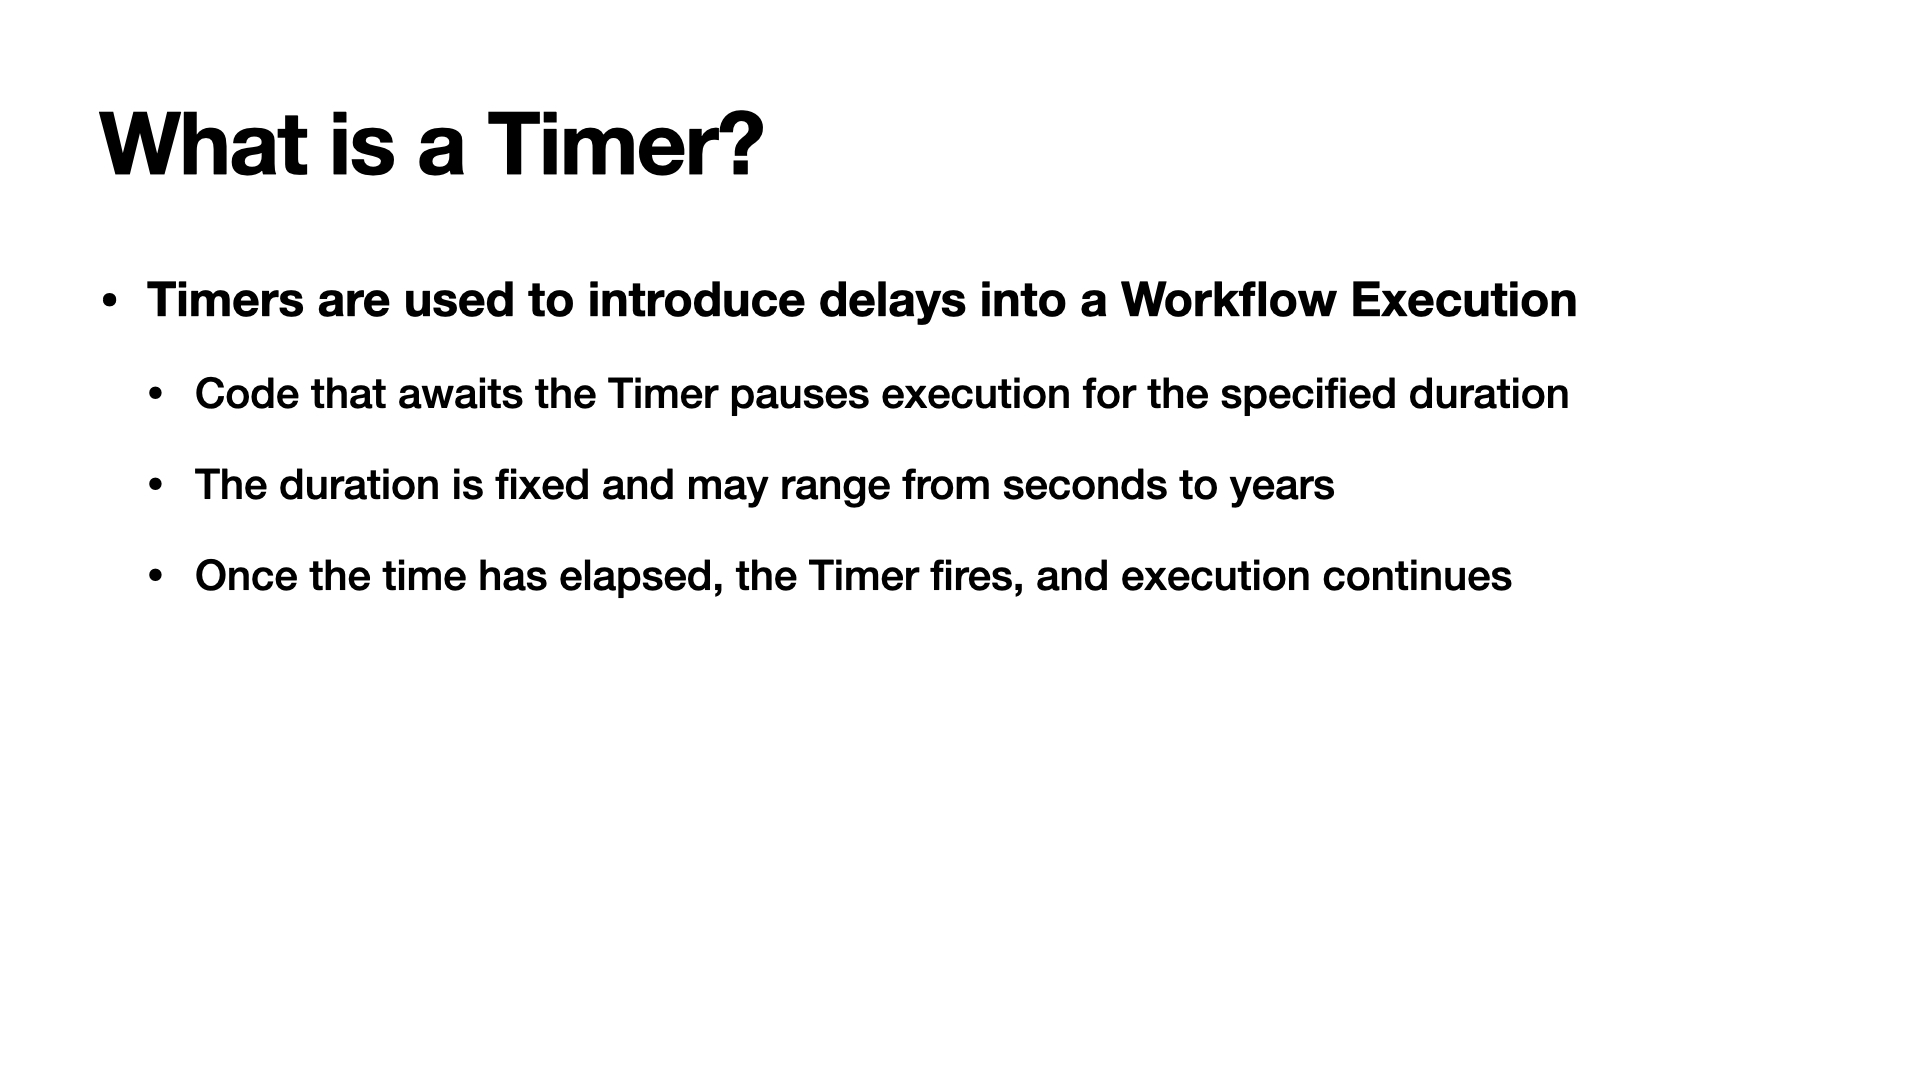 What is a Timer?
• Timers are used to introduce delays into a Workflow Execution
• Code that awaits the Timer pauses execution for the specified duration
• The duration is fixed and may range from seconds to years
• Once the time has elapsed, the Timer fires, and execution continues